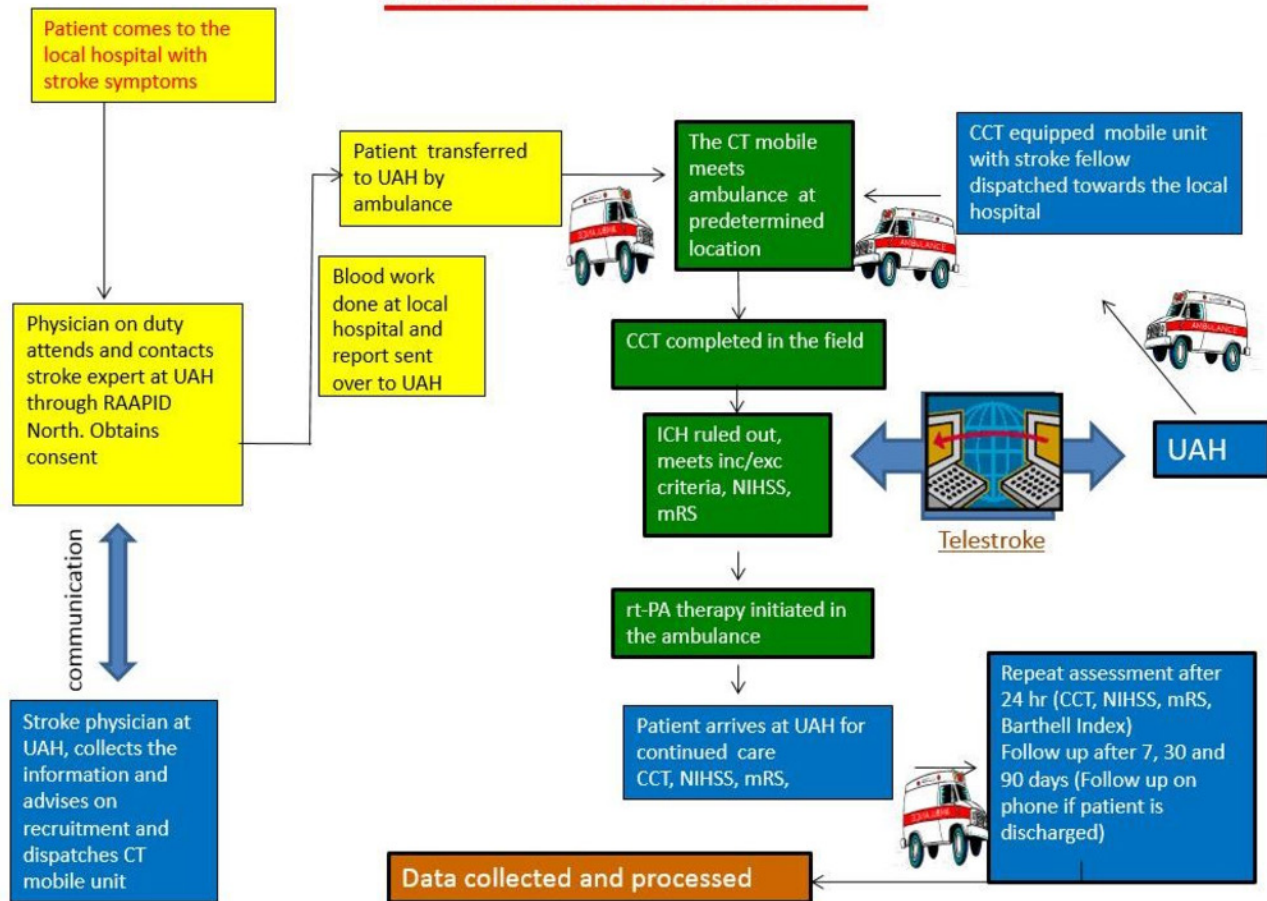 Patient comes to the
local hospital with
stroke symptoms
Physician on duty
attends and contacts
stroke expert at UAH
through RAAPID
North. Obtains
consent
communication
Stroke physician at
UAH, collects the
information and
advises on
recruitment and
dispatches CT
mobile unit
Patient transferred
to UAH by
ambulance
Blood work
done at local
hospital and
report sent
over to UAH
The CT mobile
meets
ambulance at
predetermined
location
CCT equipped mobile unit
with stroke fellow
dispatched towards the local
hospital
AMBULANCE
AMBULANCE
AMBULANCE
CCT completed in the field
ICH ruled out,
meets inc/exc
criteria, NIHSS,
mRS
Telestroke
UAH
rt-PA therapy initiated in
the ambulance
Patient arrives at UAH for
continued care
CCT, NIHSS, mRS,
AMBULANCE
Repeat assessment after
24 hr (CCT, NIHSS, mRS,
Barthell Index)
Follow up after 7, 30 and
90 days (Follow up on
phone if patient is
discharged)
Data collected and processed